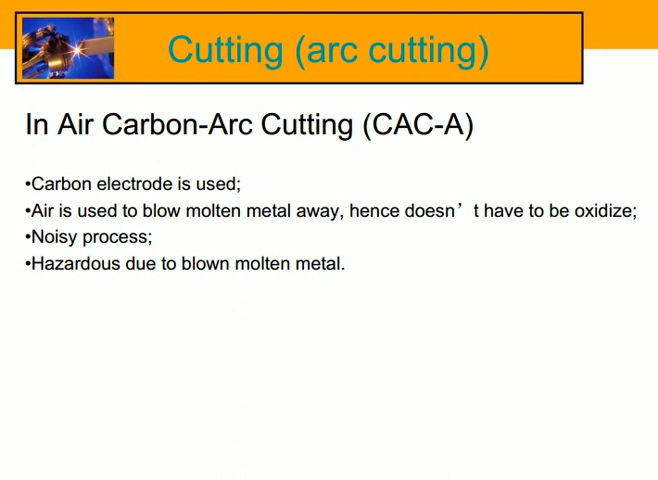 Cutting (arc cutting)
In Air Carbon-Arc Cutting (CAC-A)
•Carbon electrode is used;
•Air is used to blow molten metal away, hence doesn’ t have to be oxidize;
•Noisy process;
•Hazardous due to blown molten metal.